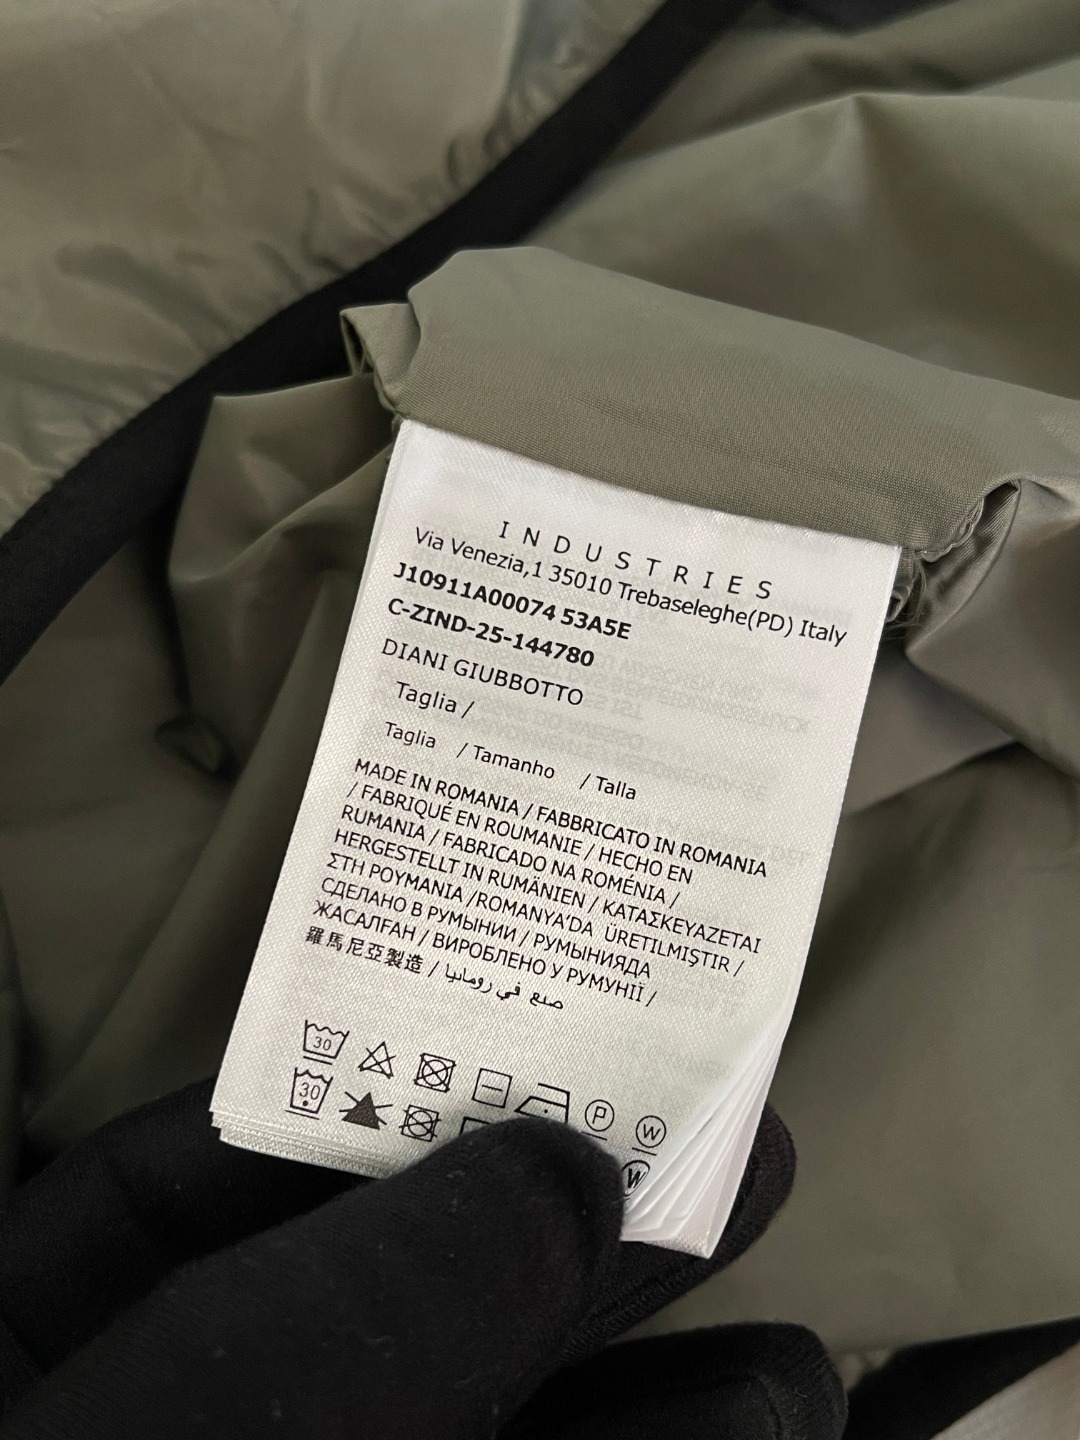 INDUSTRIES
Via Venezia,1 35010 Trebaseleghe(PD) Italy
J10911A00074 53A5E
C-ZIND-25-144780
DIANI GIUBBOTTO
Taglia /
Taglia / Tamanho / Talla
MADE IN ROMANIA / FABBRICATO IN ROMANIA
/ FABRIQUÉ EN ROUMANIE / HECHO EN
RUMANIA / FABRICADO NA ROMÉNIA /
HERGESTELLT IN RUMÄNIEN / ΚΑΤΑΣΚΕΥΑΖΕΤΑΙ
ΣΤΗ ΡΟΥΜΑΝΙΑ /ROMANYA'DA ÜRETILMIŞTIR /
СДЕЛАНО В РУМЫНИИ / РУМЫНИЯДА
ЖАСАЛҒАН / ВИРОБЛЕНО У РУМУНІЇ /
羅馬尼亞製造 / صنع في رومانيا
30 P W
30 W